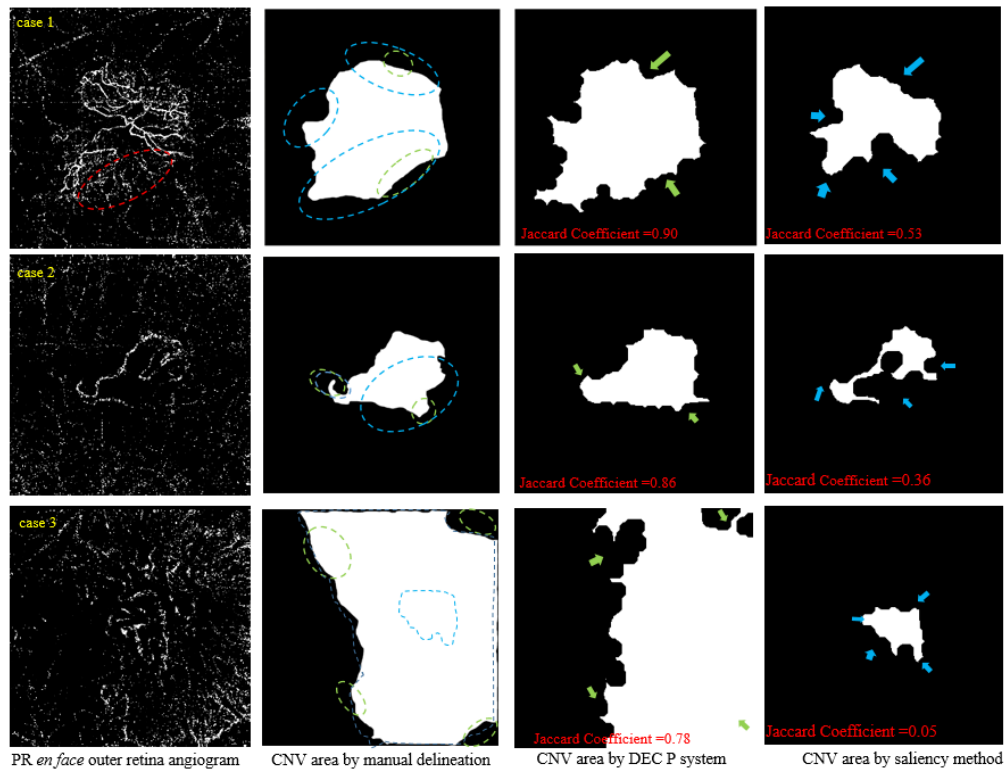 case 1
Jaccard Coefficient =0.90
Jaccard Coefficient =0.53
case 2
Jaccard Coefficient =0.86
Jaccard Coefficient =0.36
case 3
Jaccard Coefficient =0.78
Jaccard Coefficient =0.05
PR en face outer retina angiogram
CNV area by manual delineation
CNV area by DEC P system
CNV area by saliency method